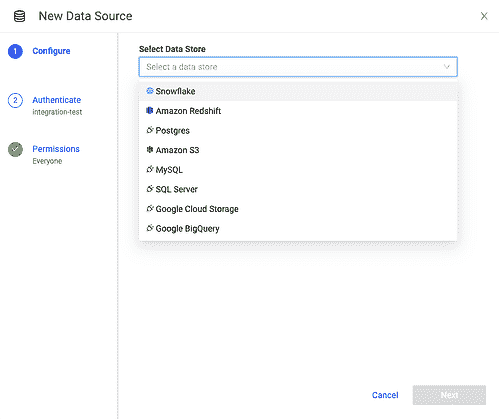 New Data Source
1
Configure
2
Authenticate
integration-test
Permissions
Everyone
Select Data Store
Select a data store
Snowflake
Amazon Redshift
Postgres
Amazon S3
MySQL
SQL Server
Google Cloud Storage
Google BigQuery
Cancel
Next